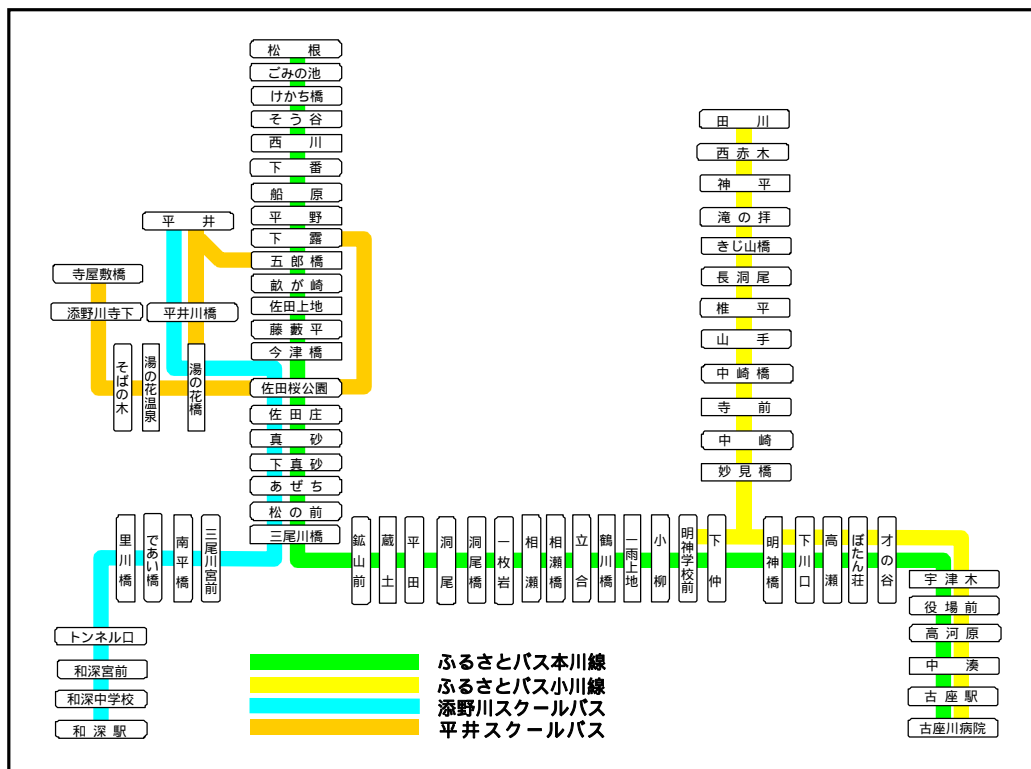 松根
ごみの池
けかち橋
そう谷
西川
下番
船原
平野
下露
五郎橋
畝が崎
佐田上地
藤藪平
今津橋
佐田桜公園
佐田庄
真砂
下真砂
あぜち
松の前
三尾川橋
平井
寺屋敷橋
添野川寺下
平井川橋
そばの木
湯の花温泉
湯の花橋
田川
西赤木
神平
滝の拝
きじ山橋
長洞尾
椎平
山手
中崎橋
寺前
中崎
妙見橋
里川橋
であい橋
南平橋
三尾川宮前
トンネル口
和深宮前
和深中学校
和深駅
鉱山前
蔵土
平田
洞尾
洞尾橋
一枚岩
相瀬
相瀬橋
立合
鶴川橋
一雨上地
小柳
明神学校前
下仲
明神橋
下川口
高瀬
ぼたん荘
オの谷
宇津木
役場前
高河原
中湊
古座駅
古座川病院
ふるさとバス本川線
ふるさとバス小川線
添野川スクールバス
平井スクールバス